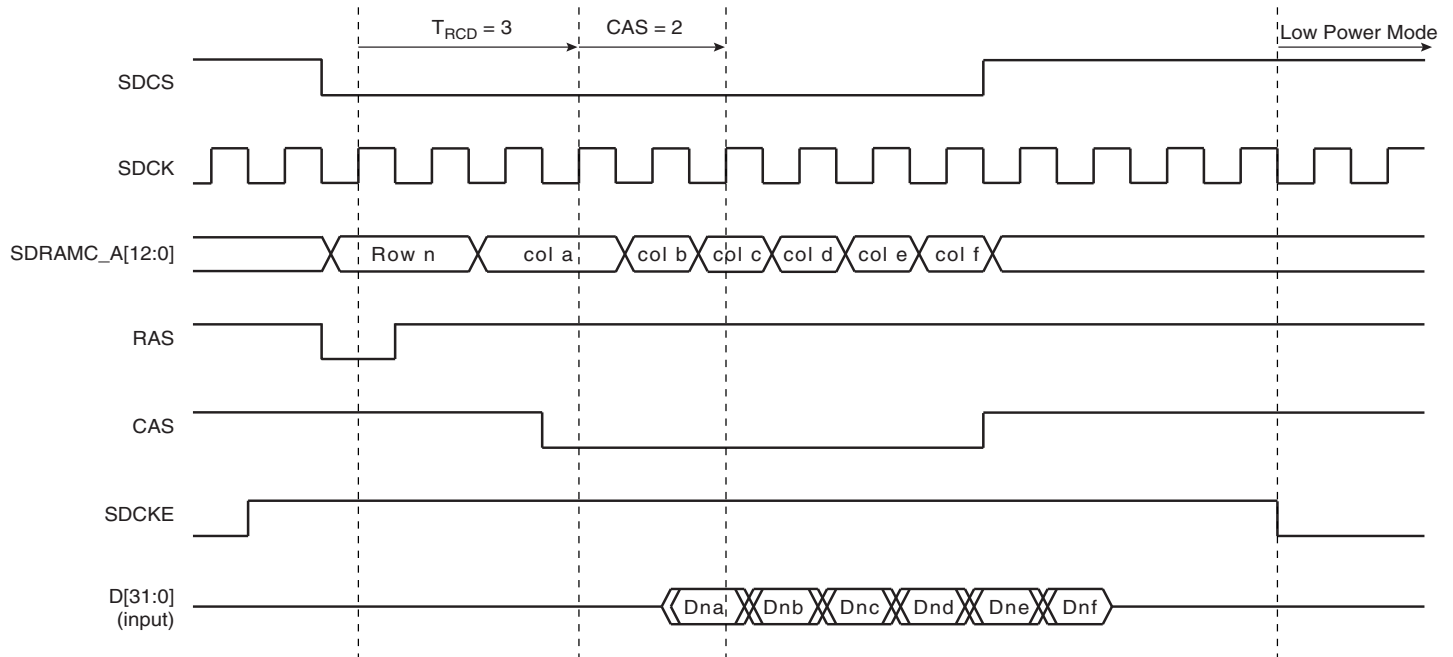 T_RCD = 3
CAS = 2
Low Power Mode
SDCS
SDCK
SDRAMC_A[12:0]
Row n
col a
col b
col c
col d
col e
col f
RAS
CAS
SDCKE
D[31:0]
(input)
Dna
Dnb
Dnc
Dnd
Dne
Dnf